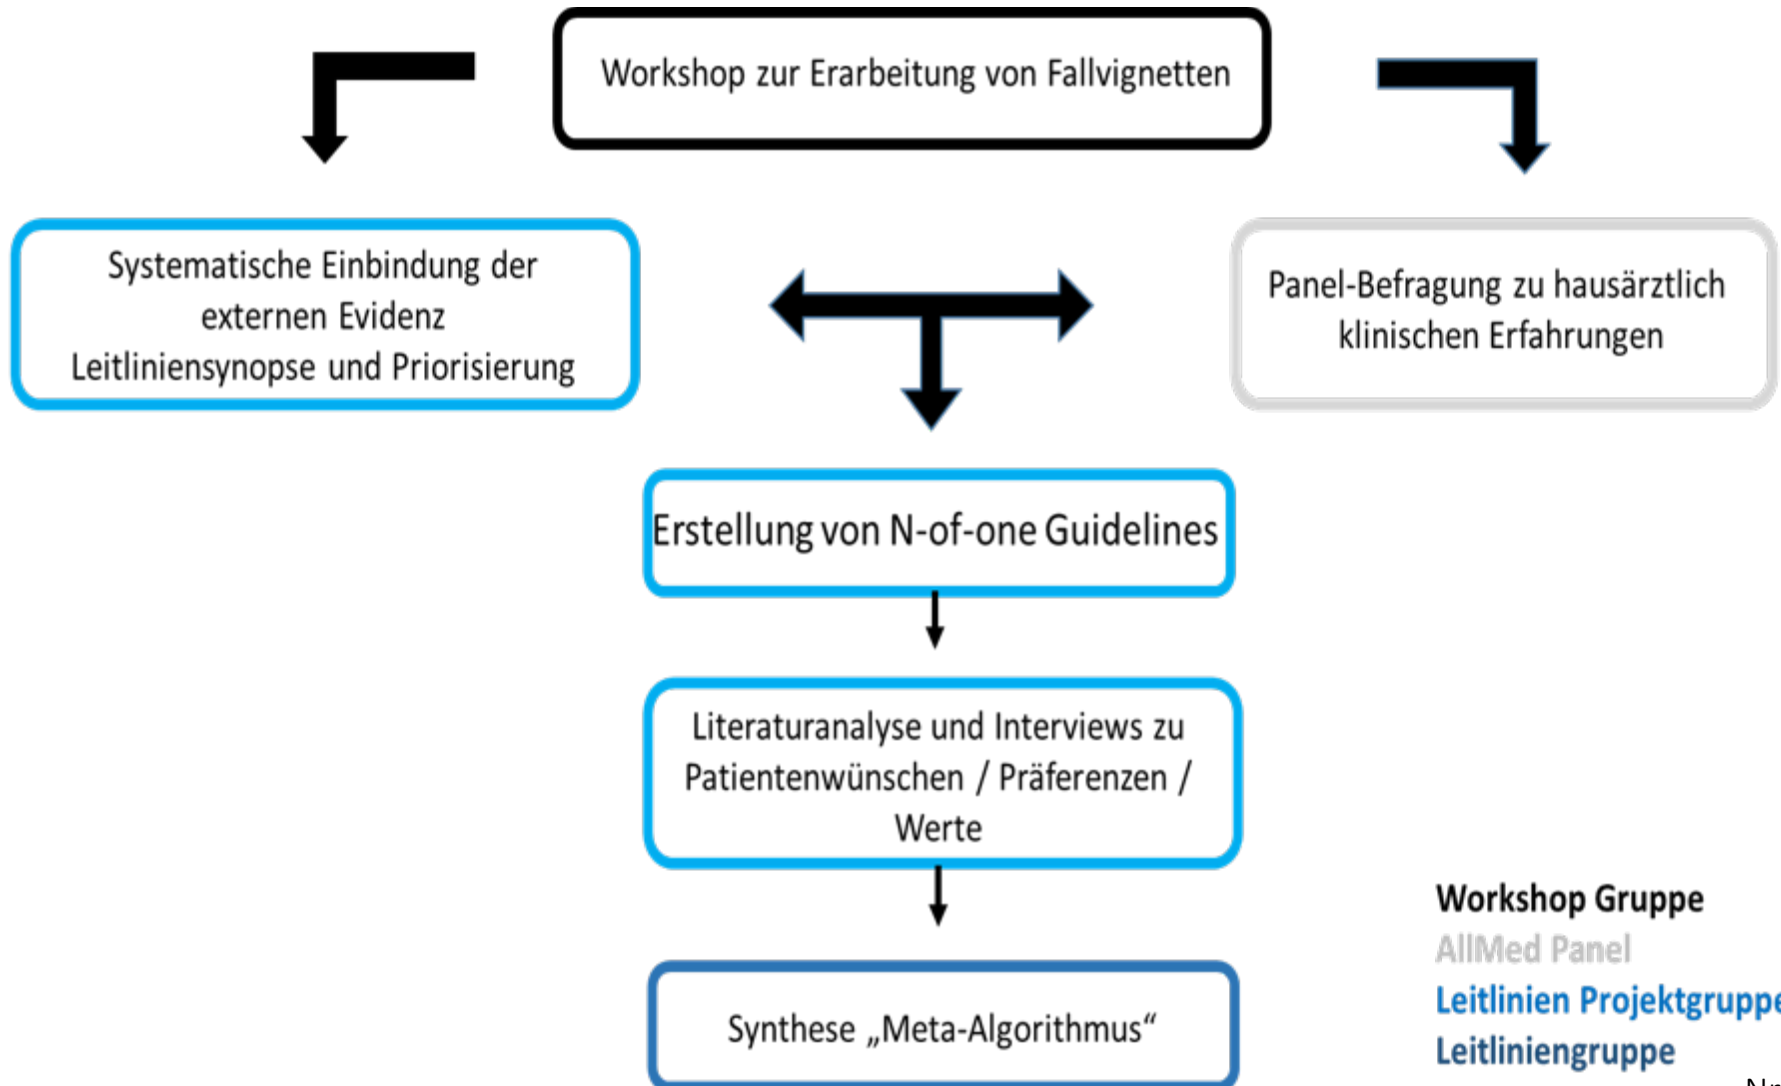 Workshop zur Erarbeitung von Fallvignetten
Systematische Einbindung der
externen Evidenz
Leitliniensynopse und Priorisierung
Panel-Befragung zu hausärztlich
klinischen Erfahrungen
Erstellung von N-of-one Guidelines
Literaturanalyse und Interviews zu
Patientenwünschen / Präferenzen /
Werte
Synthese „Meta-Algorithmus“
Workshop Gruppe
AllMed Panel
Leitlinien Projektgruppe
Leitliniengruppe